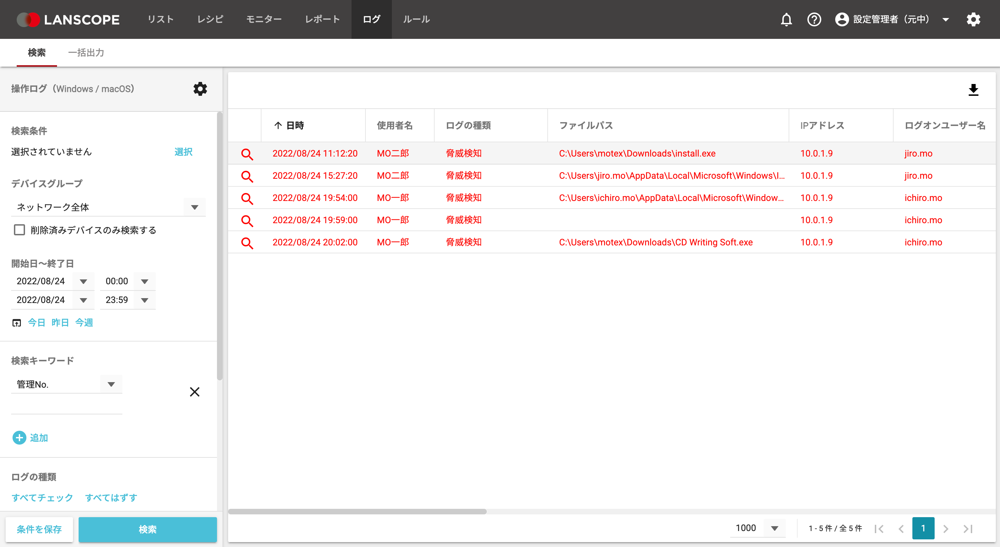 LANSCOPE
リスト
レシピ
モニター
レポート
ログ
ルール
設定管理者（元中）
検索
一括出力
操作ログ（Windows / macOS）
検索条件
選択されていません
選択
デバイスグループ
ネットワーク全体
削除済みデバイスのみ検索する
開始日～終了日
2022/08/24 00:00
2022/08/24 23:59
今日 昨日 今週
検索キーワード
管理No.
追加
ログの種類
すべてチェック すべてはずす
条件を保存
検索
日時 使用者名 ログの種類 ファイルパス IPアドレス ログオンユーザー名
2022/08/24 11:12:20 MO二郎 脅威検知 C:\Users\motex\Downloads\install.exe 10.0.1.9 jiro.mo
2022/08/24 15:27:20 MO二郎 脅威検知 C:\Users\jiro.mo\AppData\Local\Microsoft\Windows\I... 10.0.1.9 jiro.mo
2022/08/24 19:54:00 MO一郎 脅威検知 C:\Users\ichiro.mo\AppData\Local\Microsoft\Window... 10.0.1.9 ichiro.mo
2022/08/24 19:59:00 MO一郎 脅威検知 10.0.1.9 ichiro.mo
2022/08/24 20:02:00 MO一郎 脅威検知 C:\Users\motex\Downloads\CD Writing Soft.exe 10.0.1.9 ichiro.mo
1000
1 - 5 件 / 全 5 件
1